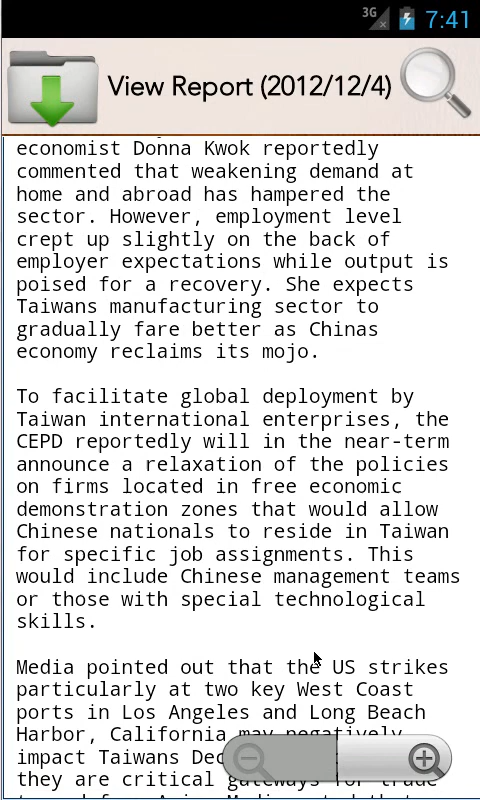 3G 7:41
View Report (2012/12/4)
economist Donna Kwok reportedly
commented that weakening demand at
home and abroad has hampered the
sector. However, employment level
crept up slightly on the back of
employer expectations while output is
poised for a recovery. She expects
Taiwans manufacturing sector to
gradually fare better as Chinas
economy reclaims its mojo.
To facilitate global deployment by
Taiwan international enterprises, the
CEPD reportedly will in the near-term
announce a relaxation of the policies
on firms located in free economic
demonstration zones that would allow
Chinese nationals to reside in Taiwan
for specific job assignments. This
would include Chinese management teams
or those with special technological
skills.
Media pointed out that the US strikes
particularly at two key West Coast
ports in Los Angeles and Long Beach
Harbor, California may negatively
impact Taiwans Dec
they are critical gateways for trade